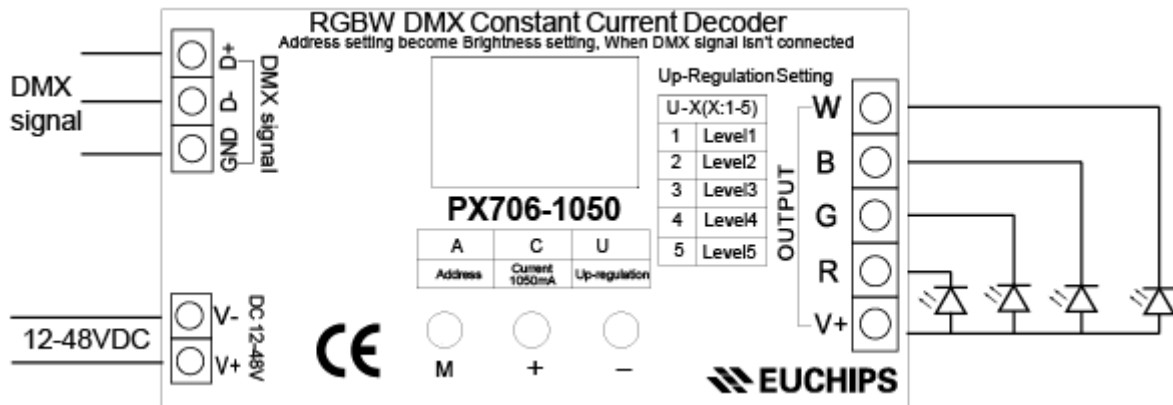 RGBW DMX Constant Current Decoder
Address setting become Brightness setting, When DMX signal isn't connected
DMX
signal
D+
D-
GND
DMX signal
Up-Regulation Setting
U-X(X:1-5)
1 Level1
2 Level2
3 Level3
4 Level4
5 Level5
OUTPUT
W
B
G
R
V+
PX706-1050
A C U
Address Current 1050mA Up-regulation
12-48VDC
V-
V+
DC 12-48V
CE
M + −
EUCHIPS